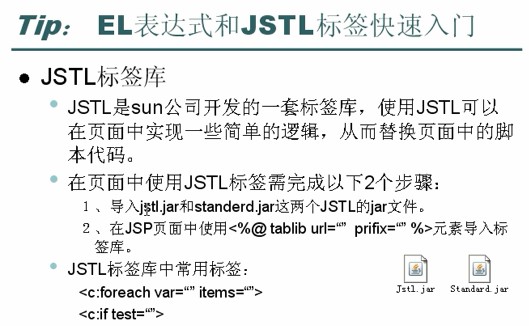 Tip： EL表达式和JSTL标签快速入门
JSTL标签库
JSTL是sun公司开发的一套标签库，使用JSTL可以
在页面中实现一些简单的逻辑，从而替换页面中的脚
本代码。
在页面中使用JSTL标签需完成以下2个步骤：
1、导入jstl.jar和standerd.jar这两个JSTL的jar文件。
2、在JSP页面中使用<%@ tablib url=“” prifix=“” %>元素导入标
签库。
JSTL标签库中常用标签：
<c:foreach var=“” items=“”>
<c:if test=“”>
Jstl.jar
Standard.jar